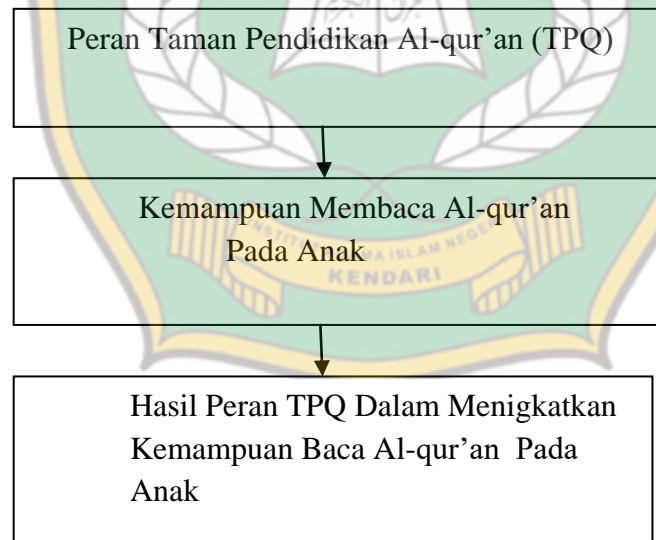 Peran Taman Pendidikan Al-qur’an (TPQ)
Kemampuan Membaca Al-qur’an
Pada Anak
KENDARI
Hasil Peran TPQ Dalam Menigkatkan
Kemampuan Baca Al-qur’an Pada
Anak